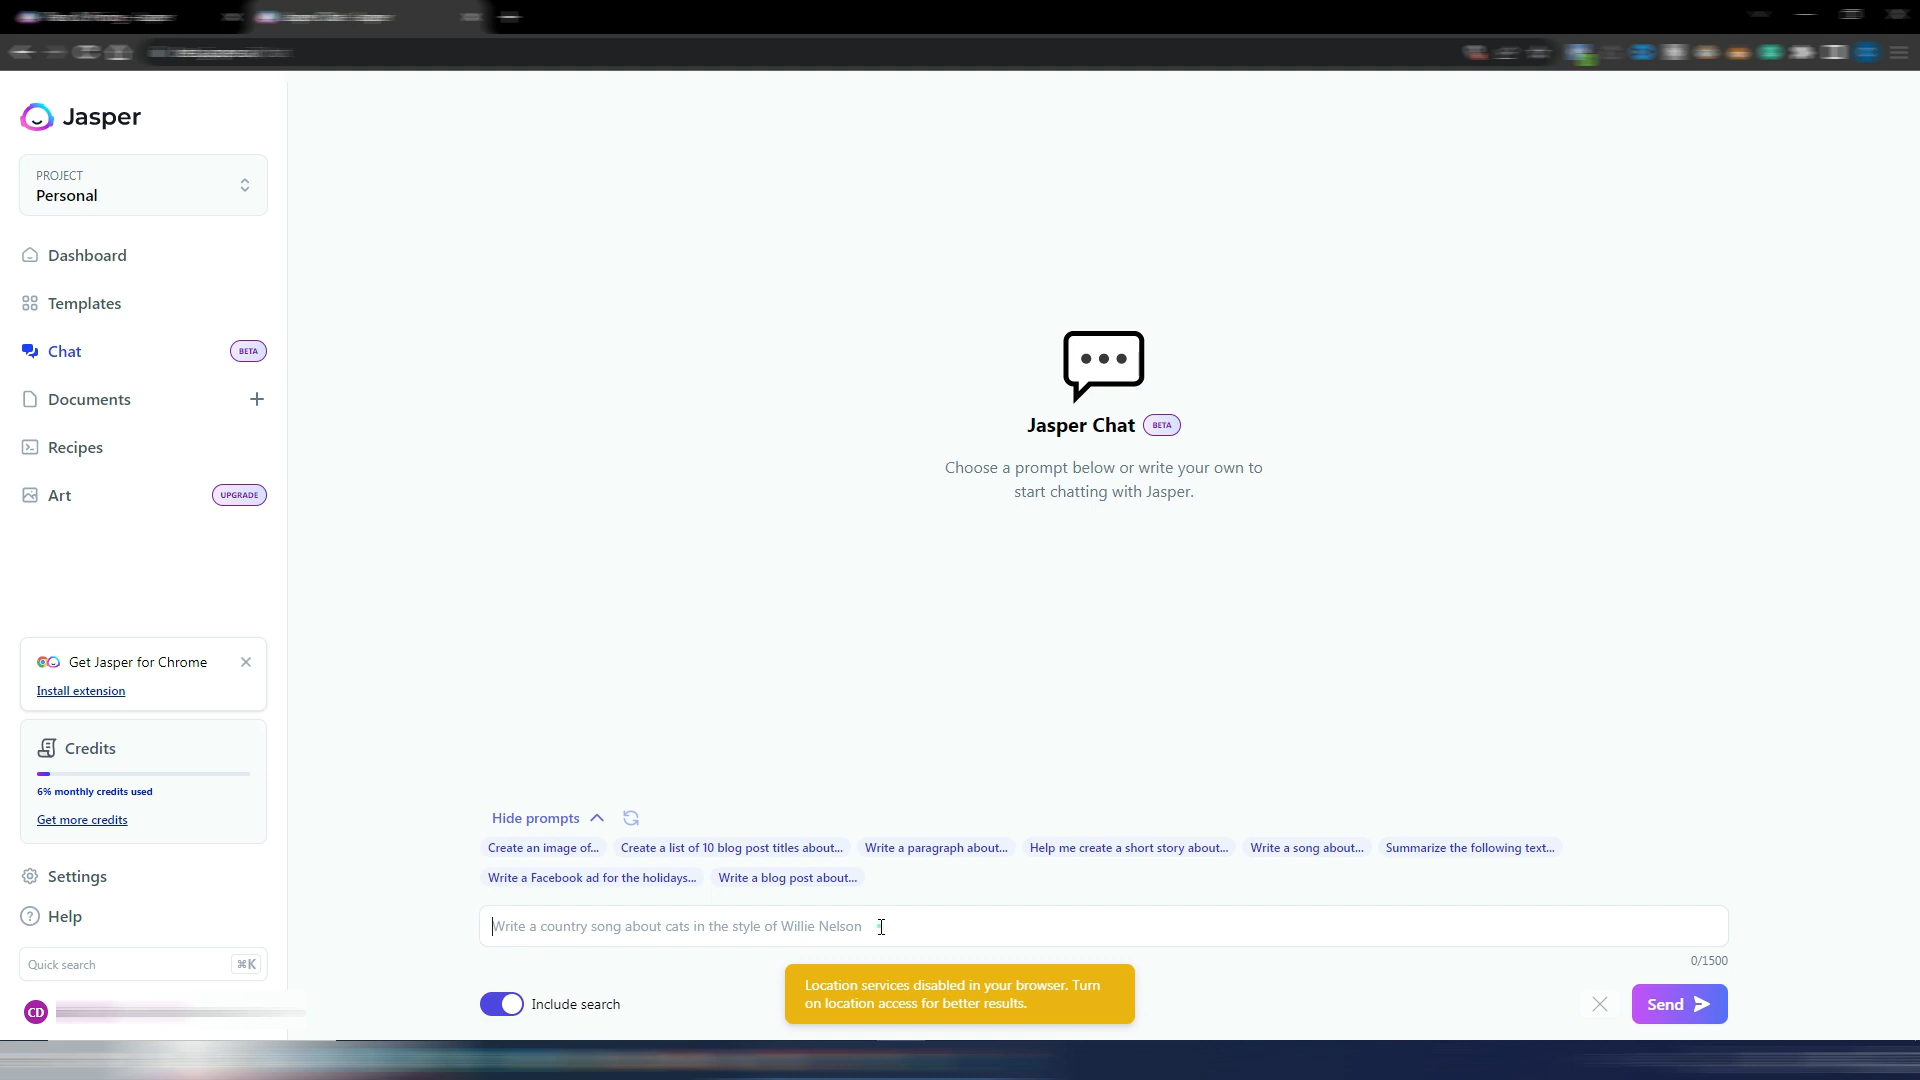 Jasper
PROJECT
Personal
Dashboard
Templates
Chat
BETA
Documents
Recipes
Art
UPGRADE
Get Jasper for Chrome
Install extension
Credits
6% monthly credits used
Get more credits
Settings
Help
Quick search
⌘K
CD
Jasper Chat
BETA
Choose a prompt below or write your own to
start chatting with Jasper.
Hide prompts
Create an image of...
Create a list of 10 blog post titles about...
Write a paragraph about...
Help me create a short story about...
Write a song about...
Summarize the following text...
Write a Facebook ad for the holidays...
Write a blog post about...
Write a country song about cats in the style of Willie Nelson
0/1500
Include search
Location services disabled in your browser. Turn
on location access for better results.
Send